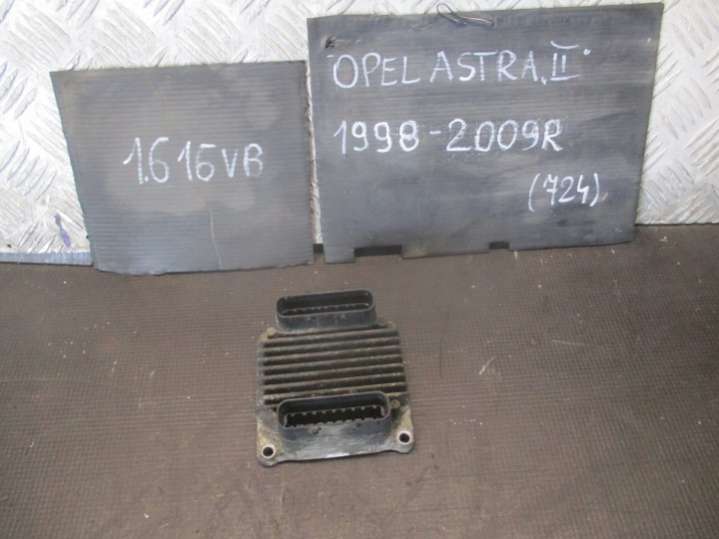 1.6 16V B
"OPEL ASTRA „II"
1998-2009R
(724)